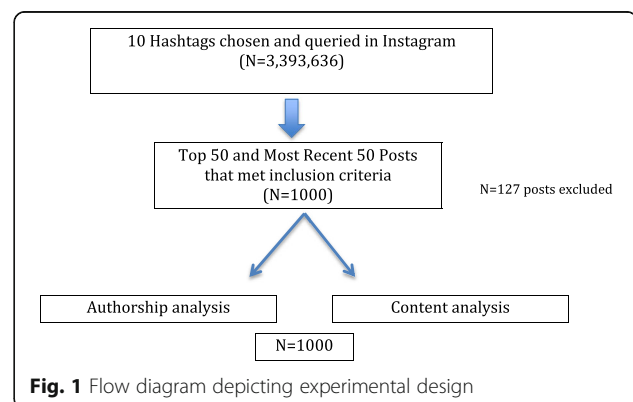 10 Hashtags chosen and queried in Instagram
(N=3,393,636)
Top 50 and Most Recent 50 Posts
that met inclusion criteria
(N=1000)
N=127 posts excluded
Authorship analysis
Content analysis
N=1000
Fig. 1 Flow diagram depicting experimental design